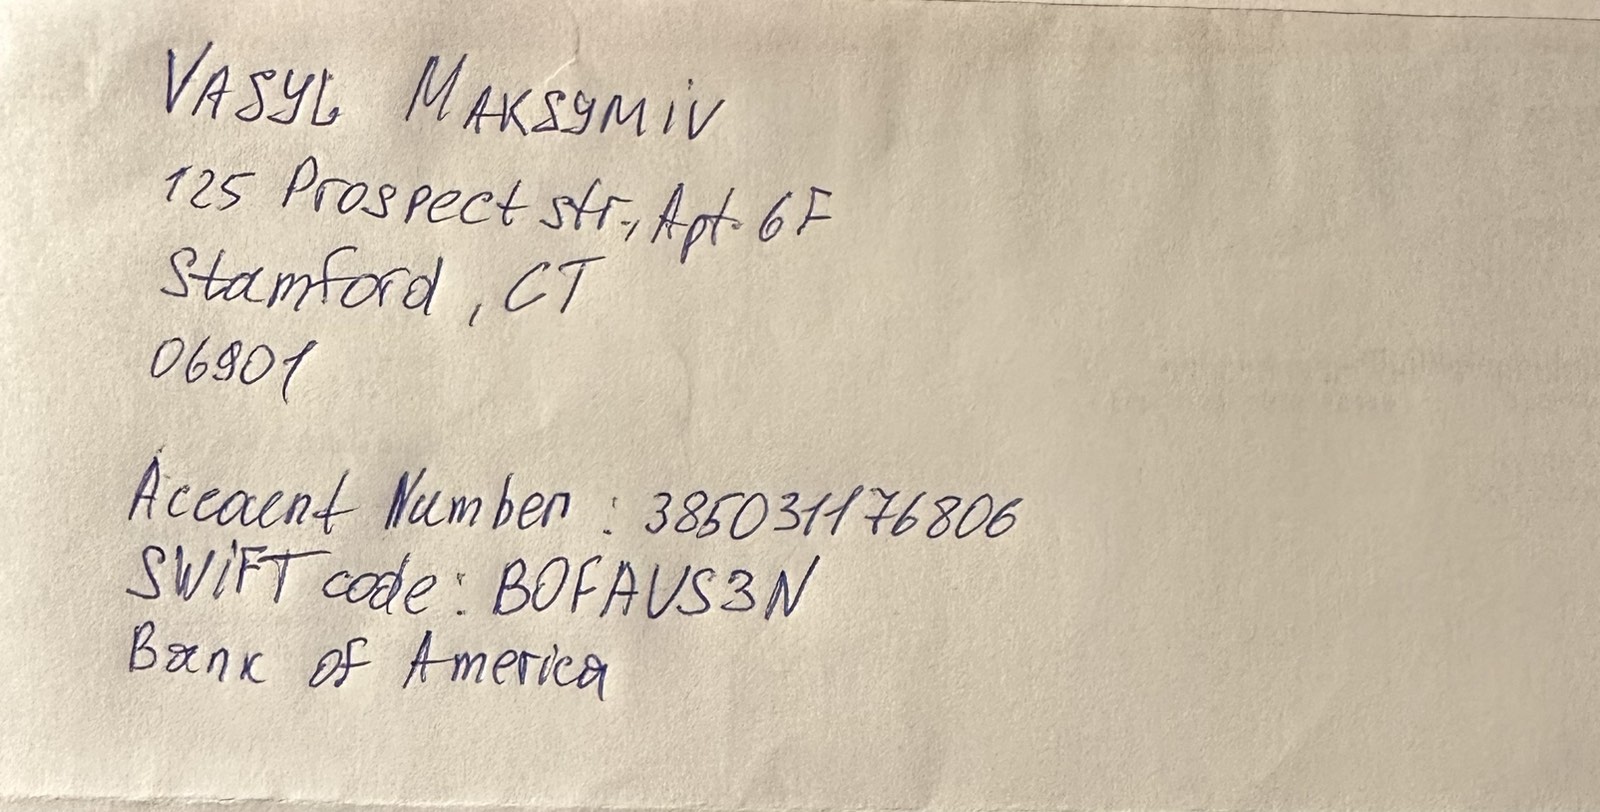 VASYL MAKSYMiV
125 Prospect str., Apt. 6F
Stamford, CT
06901
Account Number : 385031176806
SWiFT code: BOFAUS3N
Bank of America